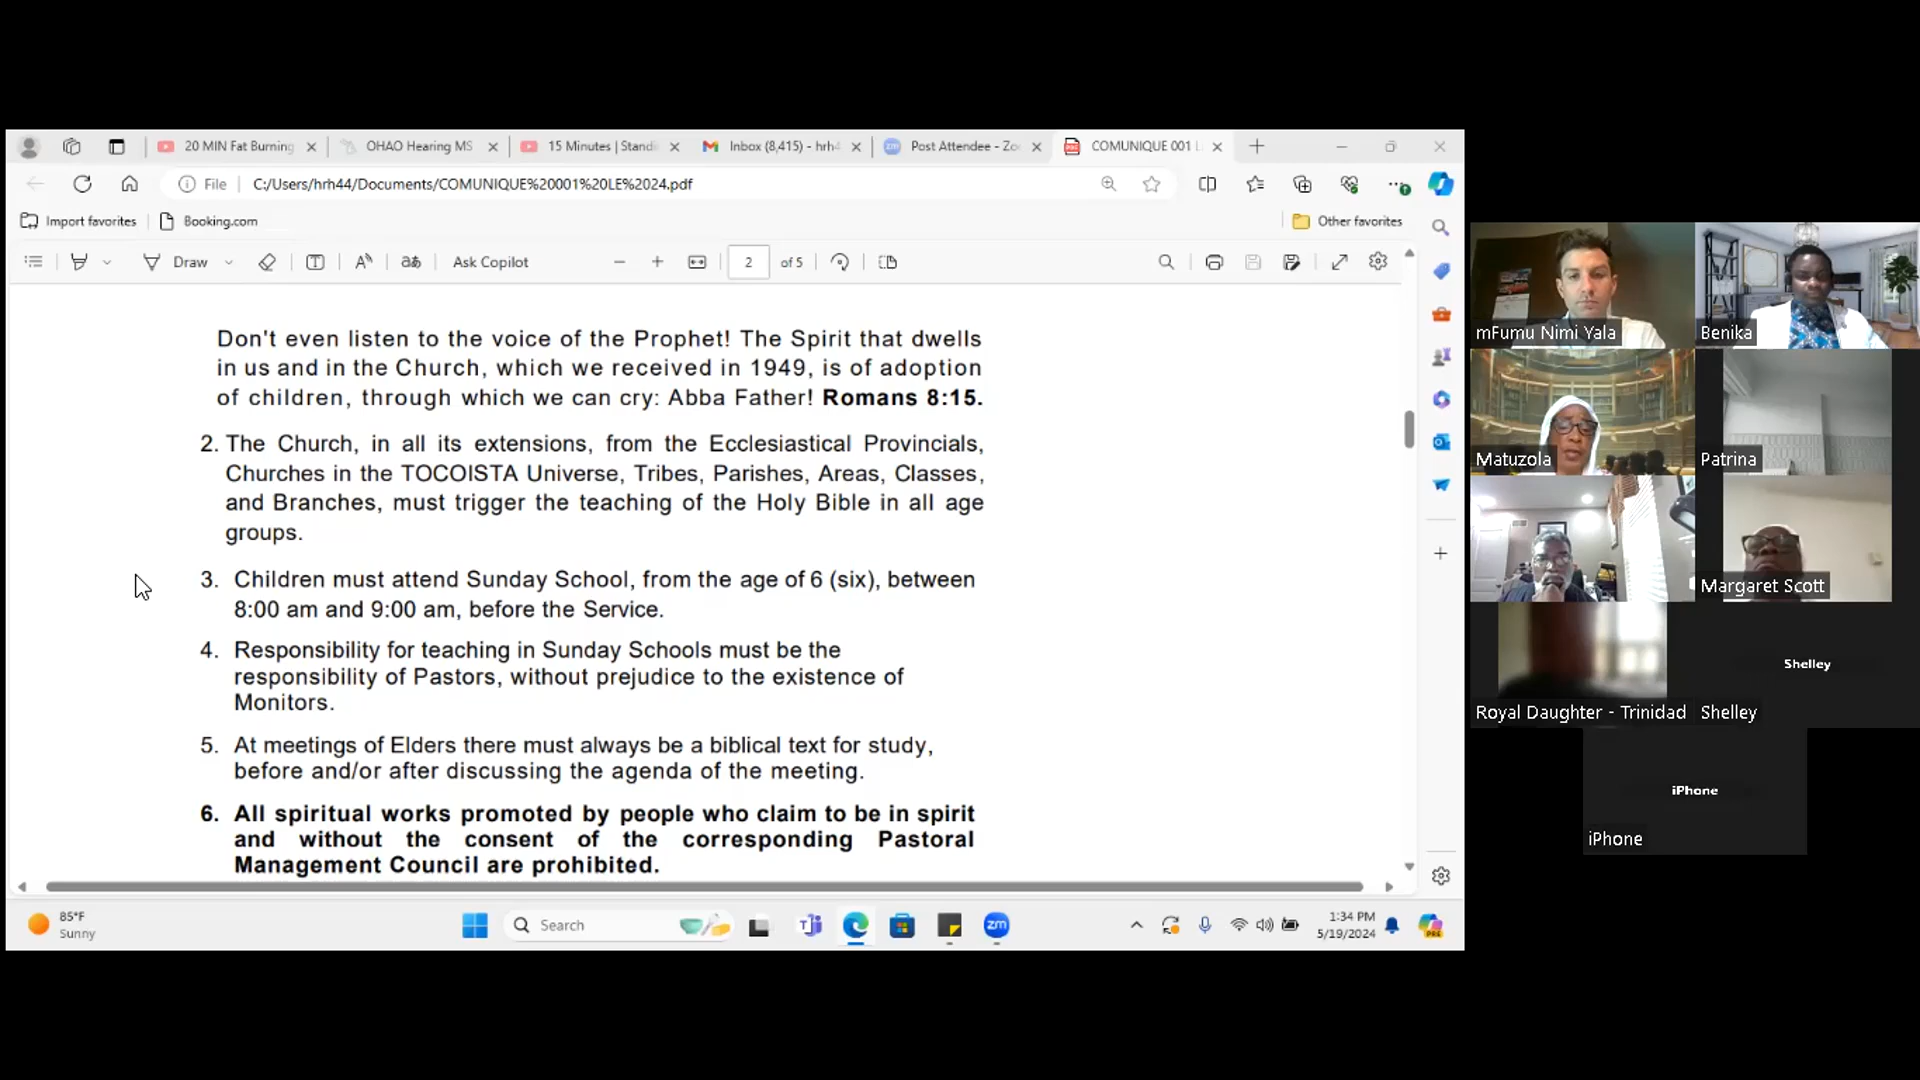 20 MIN Fat Burning
OHAO Hearing MS
15 Minutes | Stand
Inbox (8,415) - hrh4
Post Attendee - Zo
COMUNIQUE 001 L
File
C:/Users/hrh44/Documents/COMUNIQUE%20001%20LE%2024.pdf
Import favorites
Booking.com
Other favorites
Draw
Ask Copilot
2 of 5
Don't even listen to the voice of the Prophet! The Spirit that dwells
in us and in the Church, which we received in 1949, is of adoption
of children, through which we can cry: Abba Father! Romans 8:15.
2. The Church, in all its extensions, from the Ecclesiastical Provincials,
Churches in the TOCOISTA Universe, Tribes, Parishes, Areas, Classes,
and Branches, must trigger the teaching of the Holy Bible in all age
groups.
3. Children must attend Sunday School, from the age of 6 (six), between
8:00 am and 9:00 am, before the Service.
4. Responsibility for teaching in Sunday Schools must be the
responsibility of Pastors, without prejudice to the existence of
Monitors.
5. At meetings of Elders there must always be a biblical text for study,
before and/or after discussing the agenda of the meeting.
6. All spiritual works promoted by people who claim to be in spirit
and without the consent of the corresponding Pastoral
Management Council are prohibited.
85°F
Sunny
Search
1:34 PM
5/19/2024
mFumu Nimi Yala
Benika
Matuzola
Patrina
Margaret Scott
Royal Daughter - Trinidad
Shelley
Shelley
iPhone
iPhone